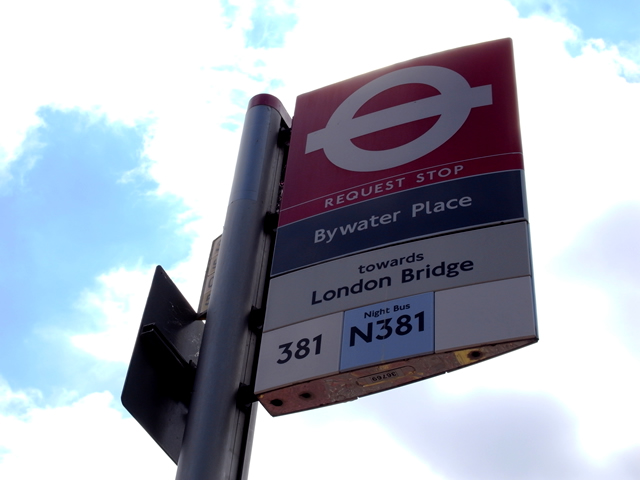 REQUEST STOP
Bywater Place
towards
London Bridge
381
Night Bus
N381